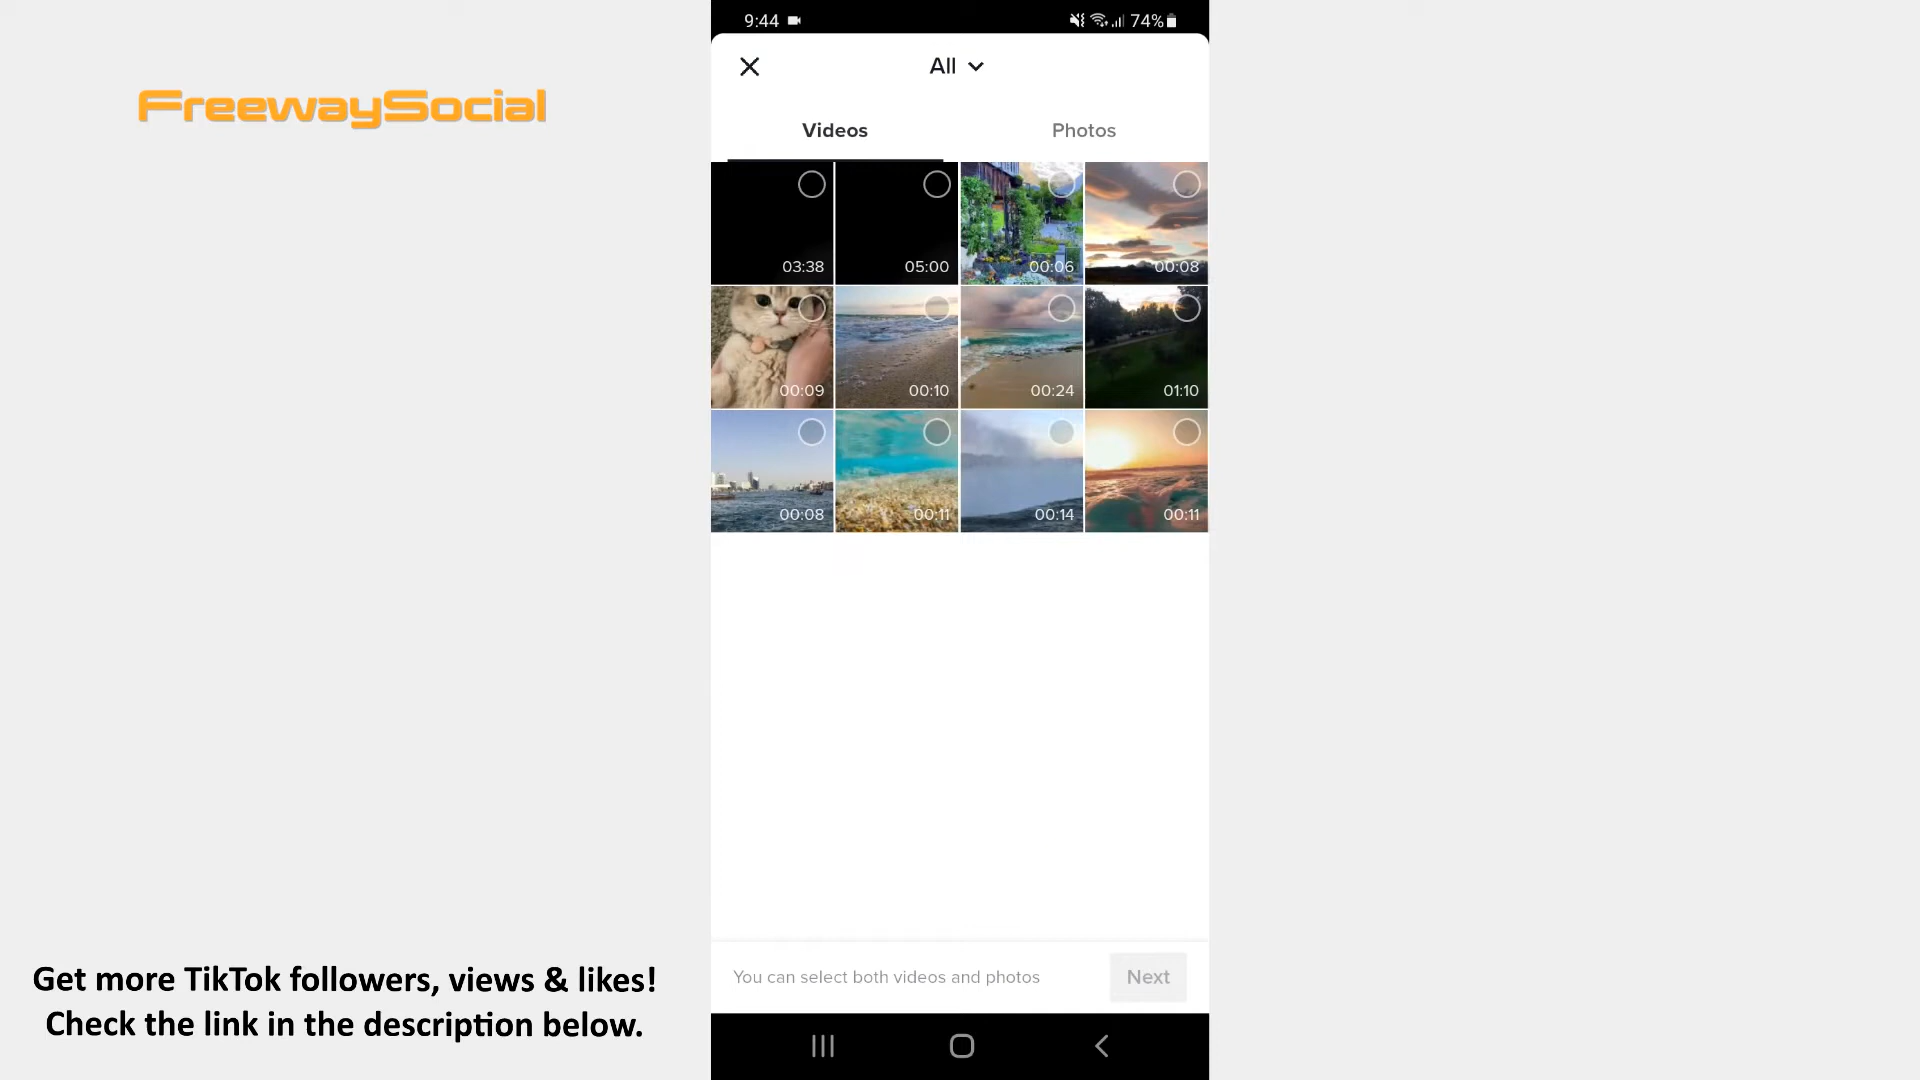 9:44
74%
FreewaySocial
All
Videos
Photos
03:38
05:00
00:06
00:08
00:09
00:10
00:24
01:10
00:08
00:11
00:14
00:11
You can select both videos and photos
Next
Get more TikTok followers, views & likes!
Check the link in the description below.